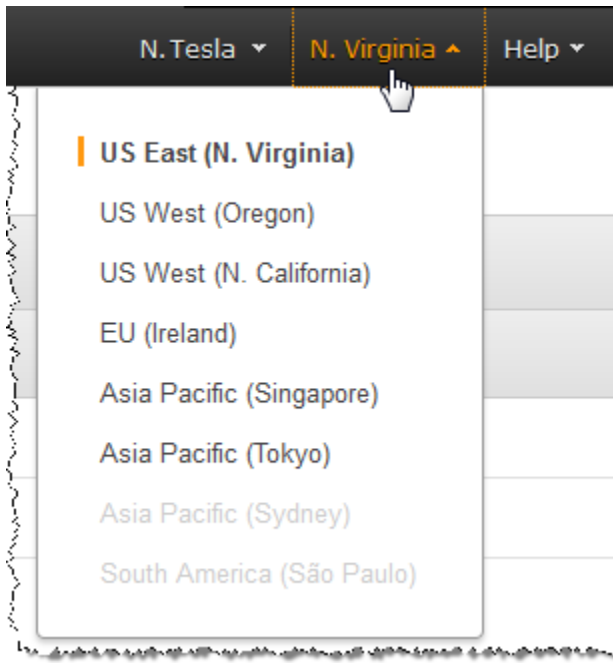 N. Tesla N. Virginia Help
US East (N. Virginia)
US West (Oregon)
US West (N. California)
EU (Ireland)
Asia Pacific (Singapore)
Asia Pacific (Tokyo)
Asia Pacific (Sydney)
South America (São Paulo)